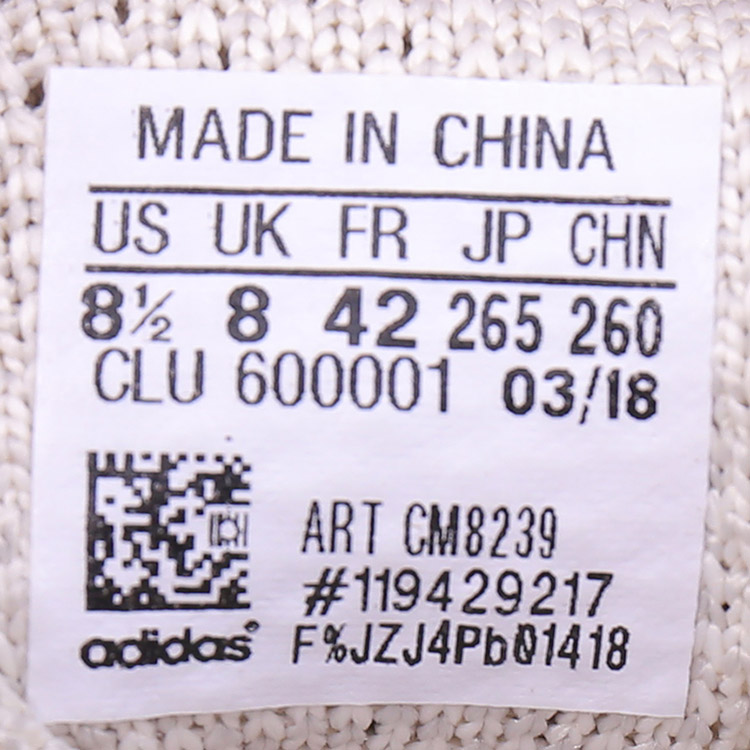 MADE IN CHINA
US UK FR JP CHN
8½ 8 42 265 260
CLU 600001 03/18
ART CM8239
#119429217
adidas® F%JZJ4Pb01418